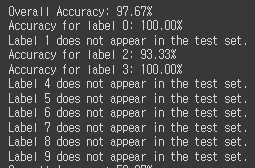 Overall Accuracy: 97.67%
Accuracy for label 0: 100.00%
Label 1 does not appear in the test set.
Accuracy for label 2: 93.33%
Accuracy for label 3: 100.00%
Label 4 does not appear in the test set.
Label 5 does not appear in the test set.
Label 6 does not appear in the test set.
Label 7 does not appear in the test set.
Label 8 does not appear in the test set.
Label 9 does not appear in the test set.